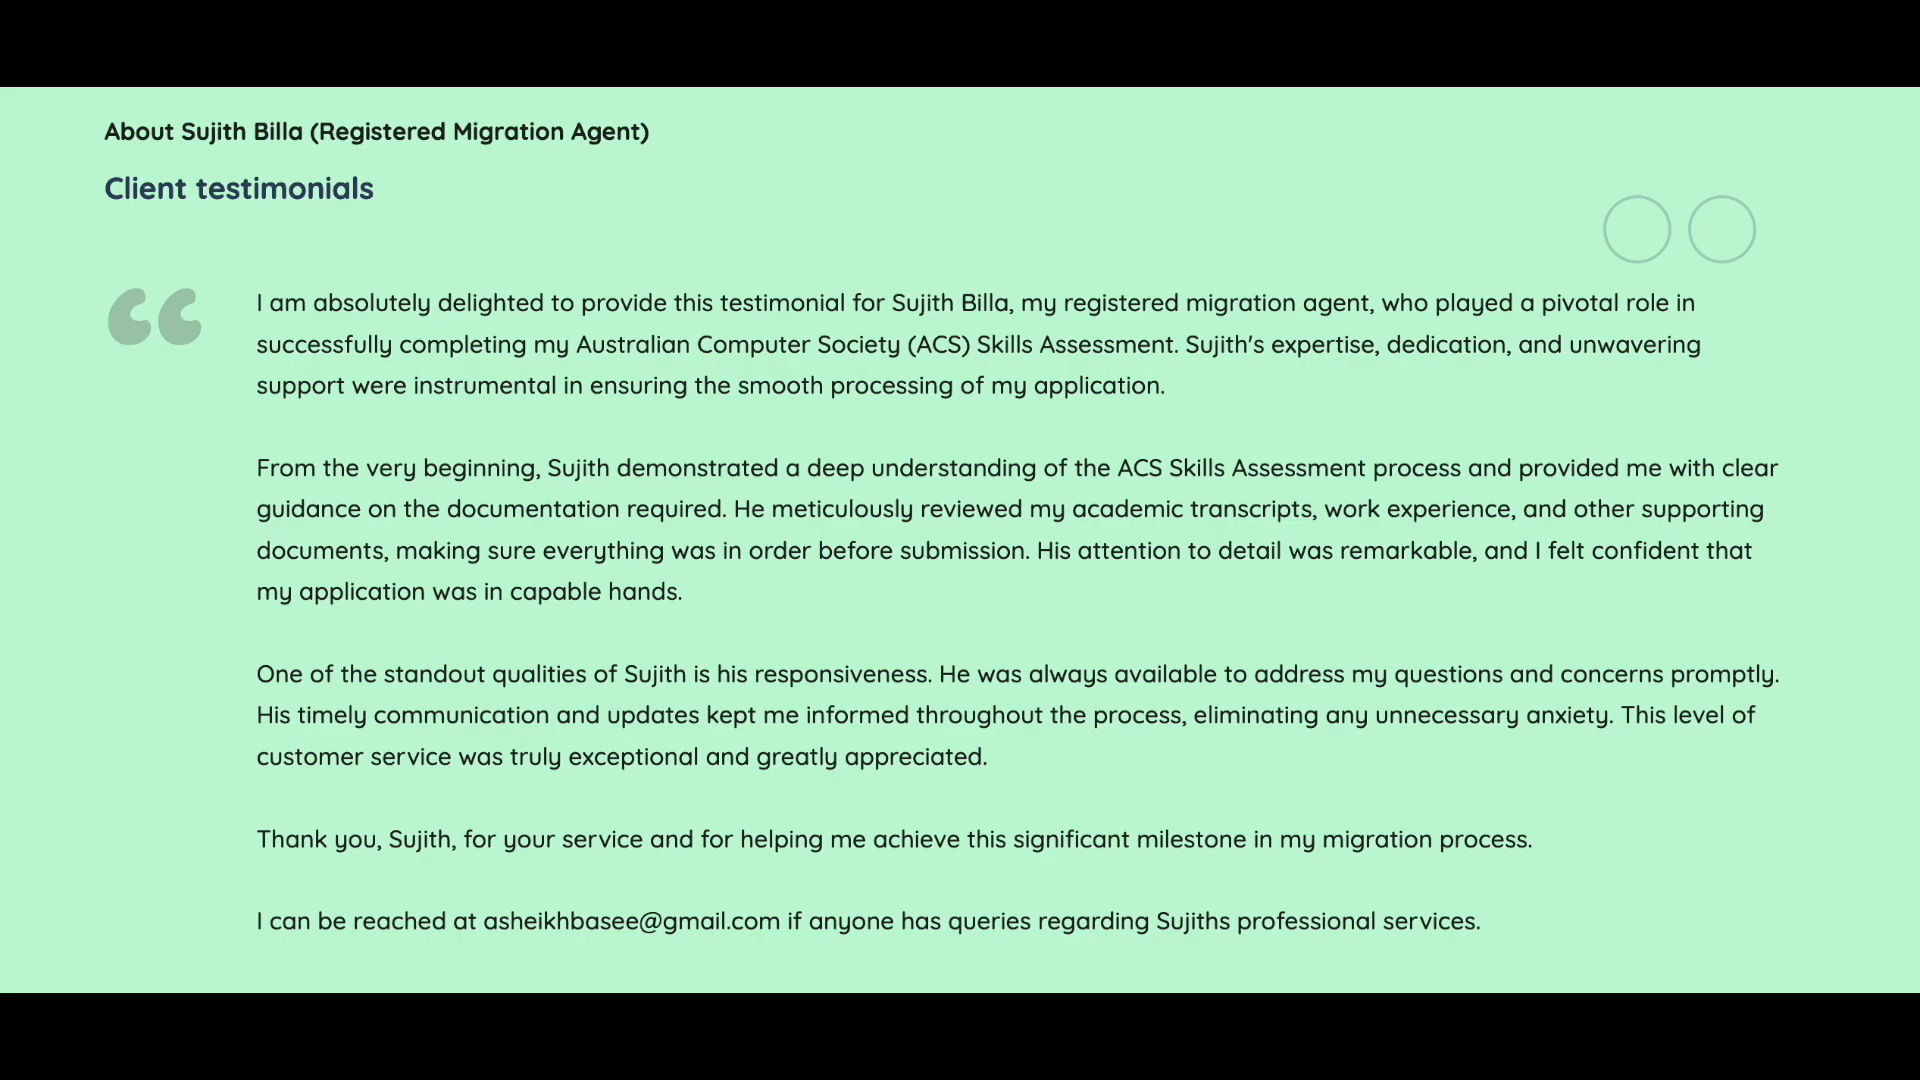 About Sujith Billa (Registered Migration Agent)
Client testimonials
I am absolutely delighted to provide this testimonial for Sujith Billa, my registered migration agent, who played a pivotal role in
successfully completing my Australian Computer Society (ACS) Skills Assessment. Sujith's expertise, dedication, and unwavering
support were instrumental in ensuring the smooth processing of my application.
From the very beginning, Sujith demonstrated a deep understanding of the ACS Skills Assessment process and provided me with clear
guidance on the documentation required. He meticulously reviewed my academic transcripts, work experience, and other supporting
documents, making sure everything was in order before submission. His attention to detail was remarkable, and I felt confident that
my application was in capable hands.
One of the standout qualities of Sujith is his responsiveness. He was always available to address my questions and concerns promptly.
His timely communication and updates kept me informed throughout the process, eliminating any unnecessary anxiety. This level of
customer service was truly exceptional and greatly appreciated.
Thank you, Sujith, for your service and for helping me achieve this significant milestone in my migration process.
I can be reached at asheikhbasee@gmail.com if anyone has queries regarding Sujiths professional services.